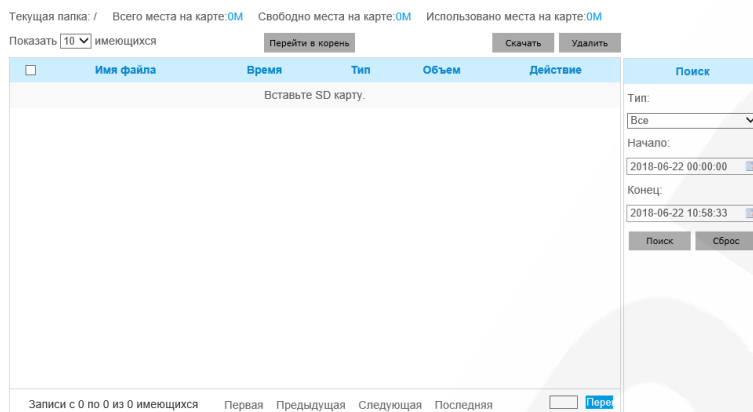 Текущая папка: / Всего места на карте:0M Свободно места на карте:0M Использовано места на карте:0M
Показать 10 имеющихся Перейти в корень Скачать Удалить
Имя файла Время Тип Объем Действие
Вставьте SD карту.
Поиск
Тип:
Все
Начало:
2018-06-22 00:00:00
Конец:
2018-06-22 10:58:33
Поиск Сброс
Записи с 0 по 0 из 0 имеющихся Первая Предыдущая Следующая Последняя